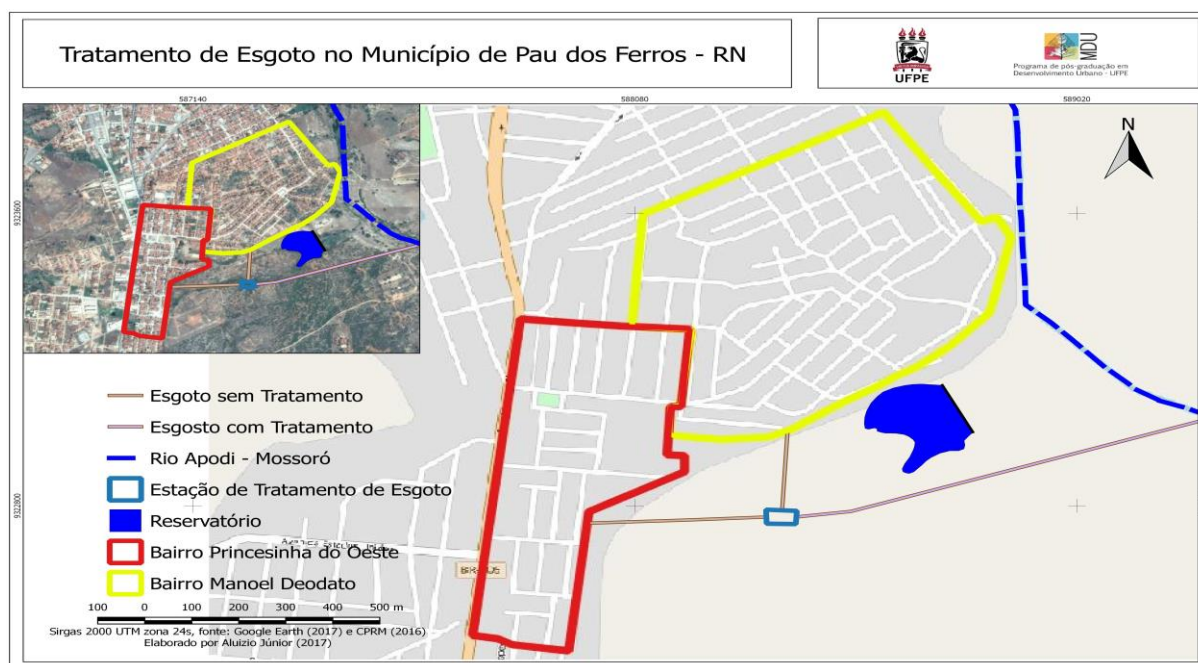 Tratamento de Esgoto no Município de Pau dos Ferros - RN
UFPE
MDU
Programa de pós-graduação em
Desenvolvimento Urbano - UFPE
587140
588080
589020
9323600
9322800
N
Esgoto sem Tratamento
Esgosto com Tratamento
Rio Apodi - Mossoró
Estação de Tratamento de Esgoto
Reservatório
Bairro Princesinha do Oeste
Bairro Manoel Deodato
100 0 100 200 300 400 500 m
Sirgas 2000 UTM zona 24s, fonte: Google Earth (2017) e CPRM (2016)
Elaborado por Aluizio Júnior (2017)